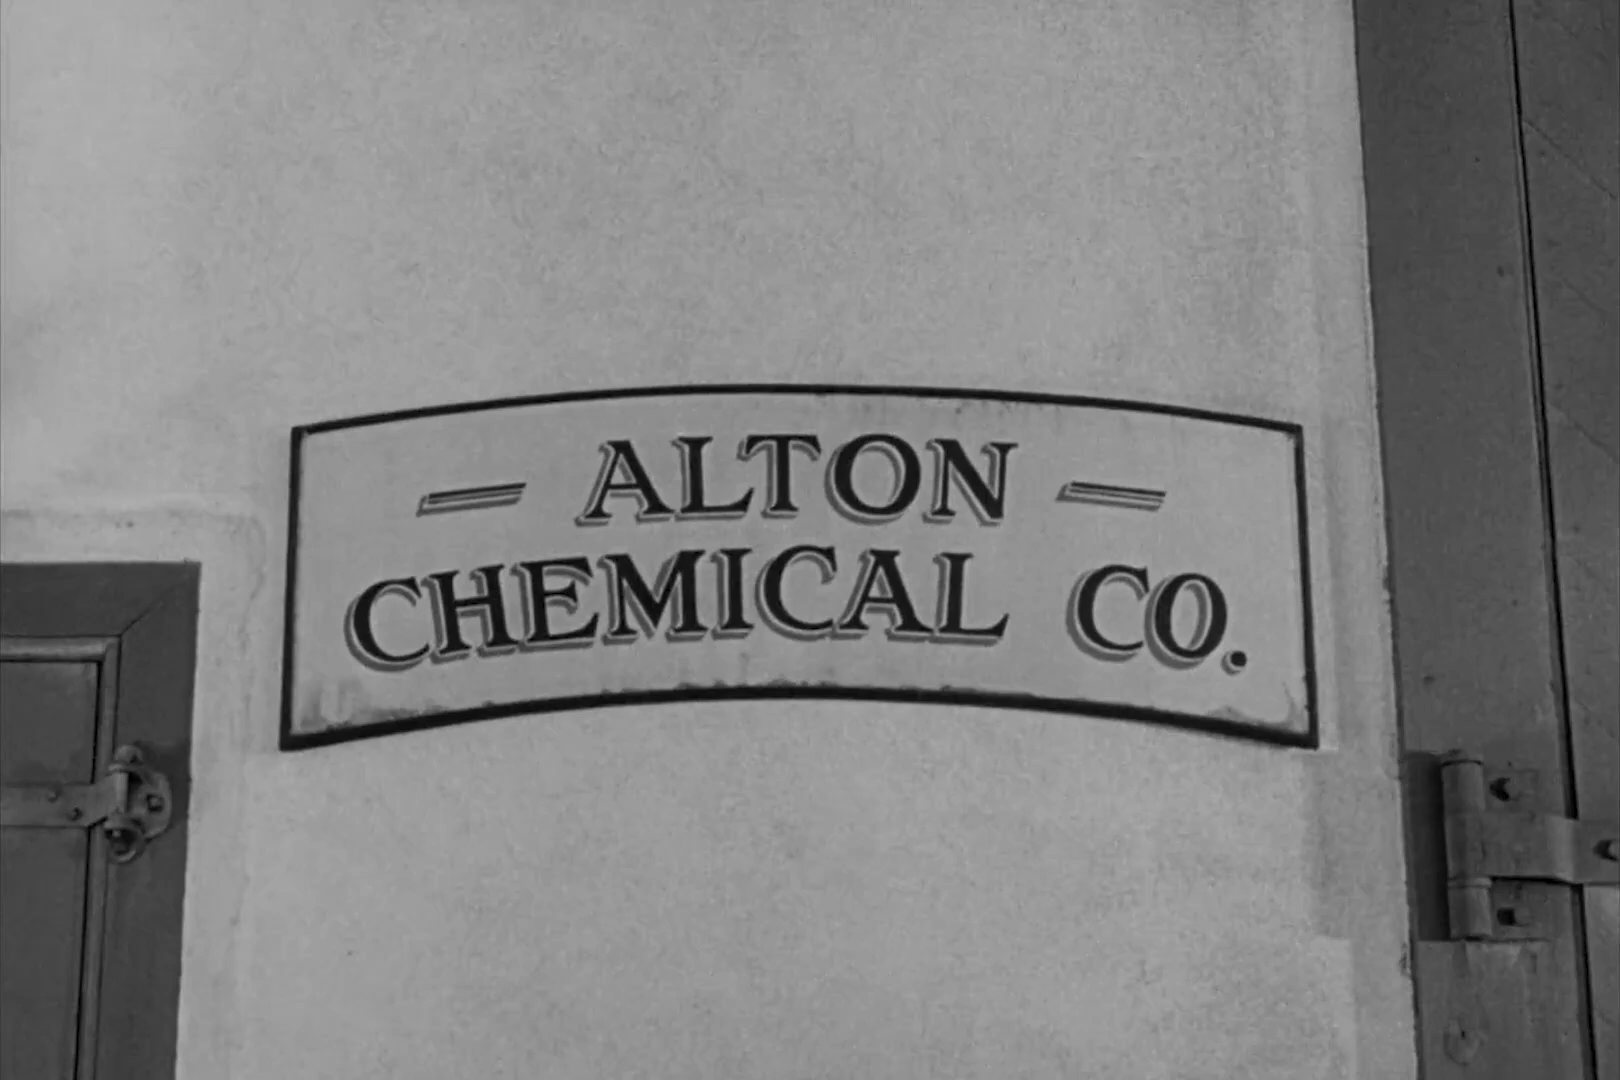 — ALTON —
CHEMICAL CO.